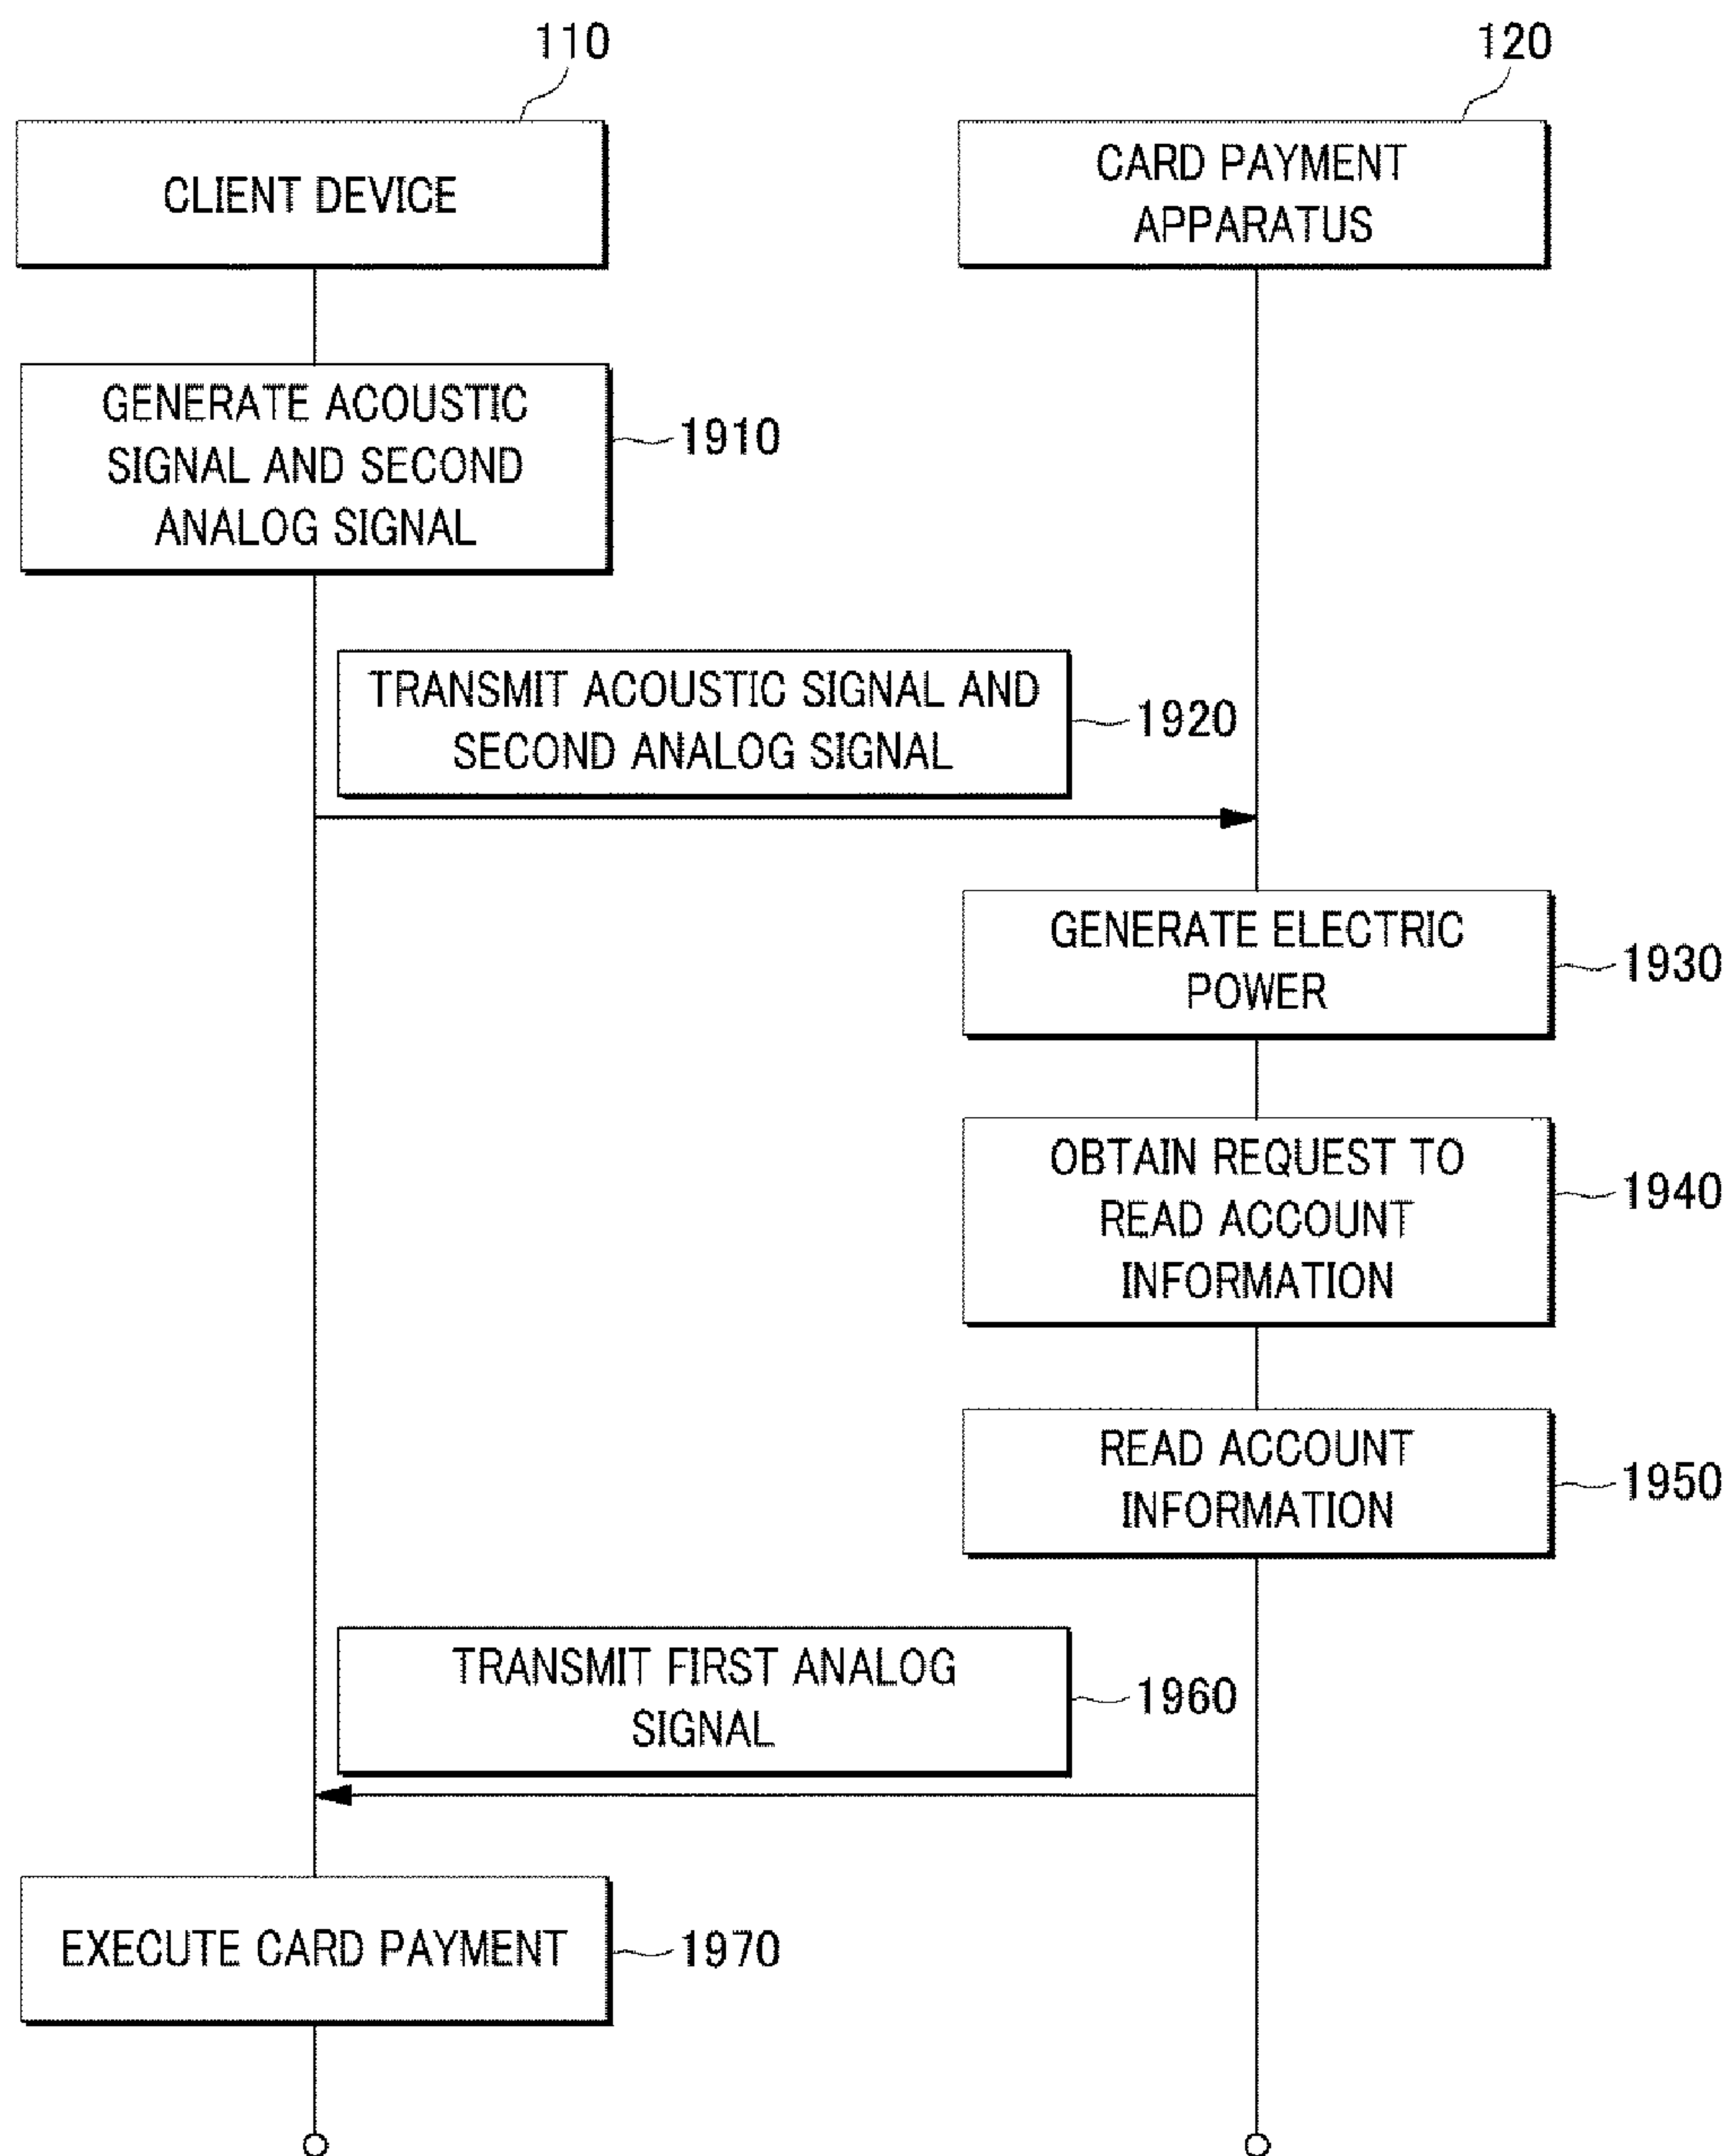 110
120
CLIENT DEVICE
CARD PAYMENT
APPARATUS
GENERATE ACOUSTIC
SIGNAL AND SECOND
ANALOG SIGNAL
1910
TRANSMIT ACOUSTIC SIGNAL AND
SECOND ANALOG SIGNAL
1920
GENERATE ELECTRIC
POWER
1930
OBTAIN REQUEST TO
READ ACCOUNT
INFORMATION
1940
READ ACCOUNT
INFORMATION
1950
TRANSMIT FIRST ANALOG
SIGNAL
1960
EXECUTE CARD PAYMENT
1970